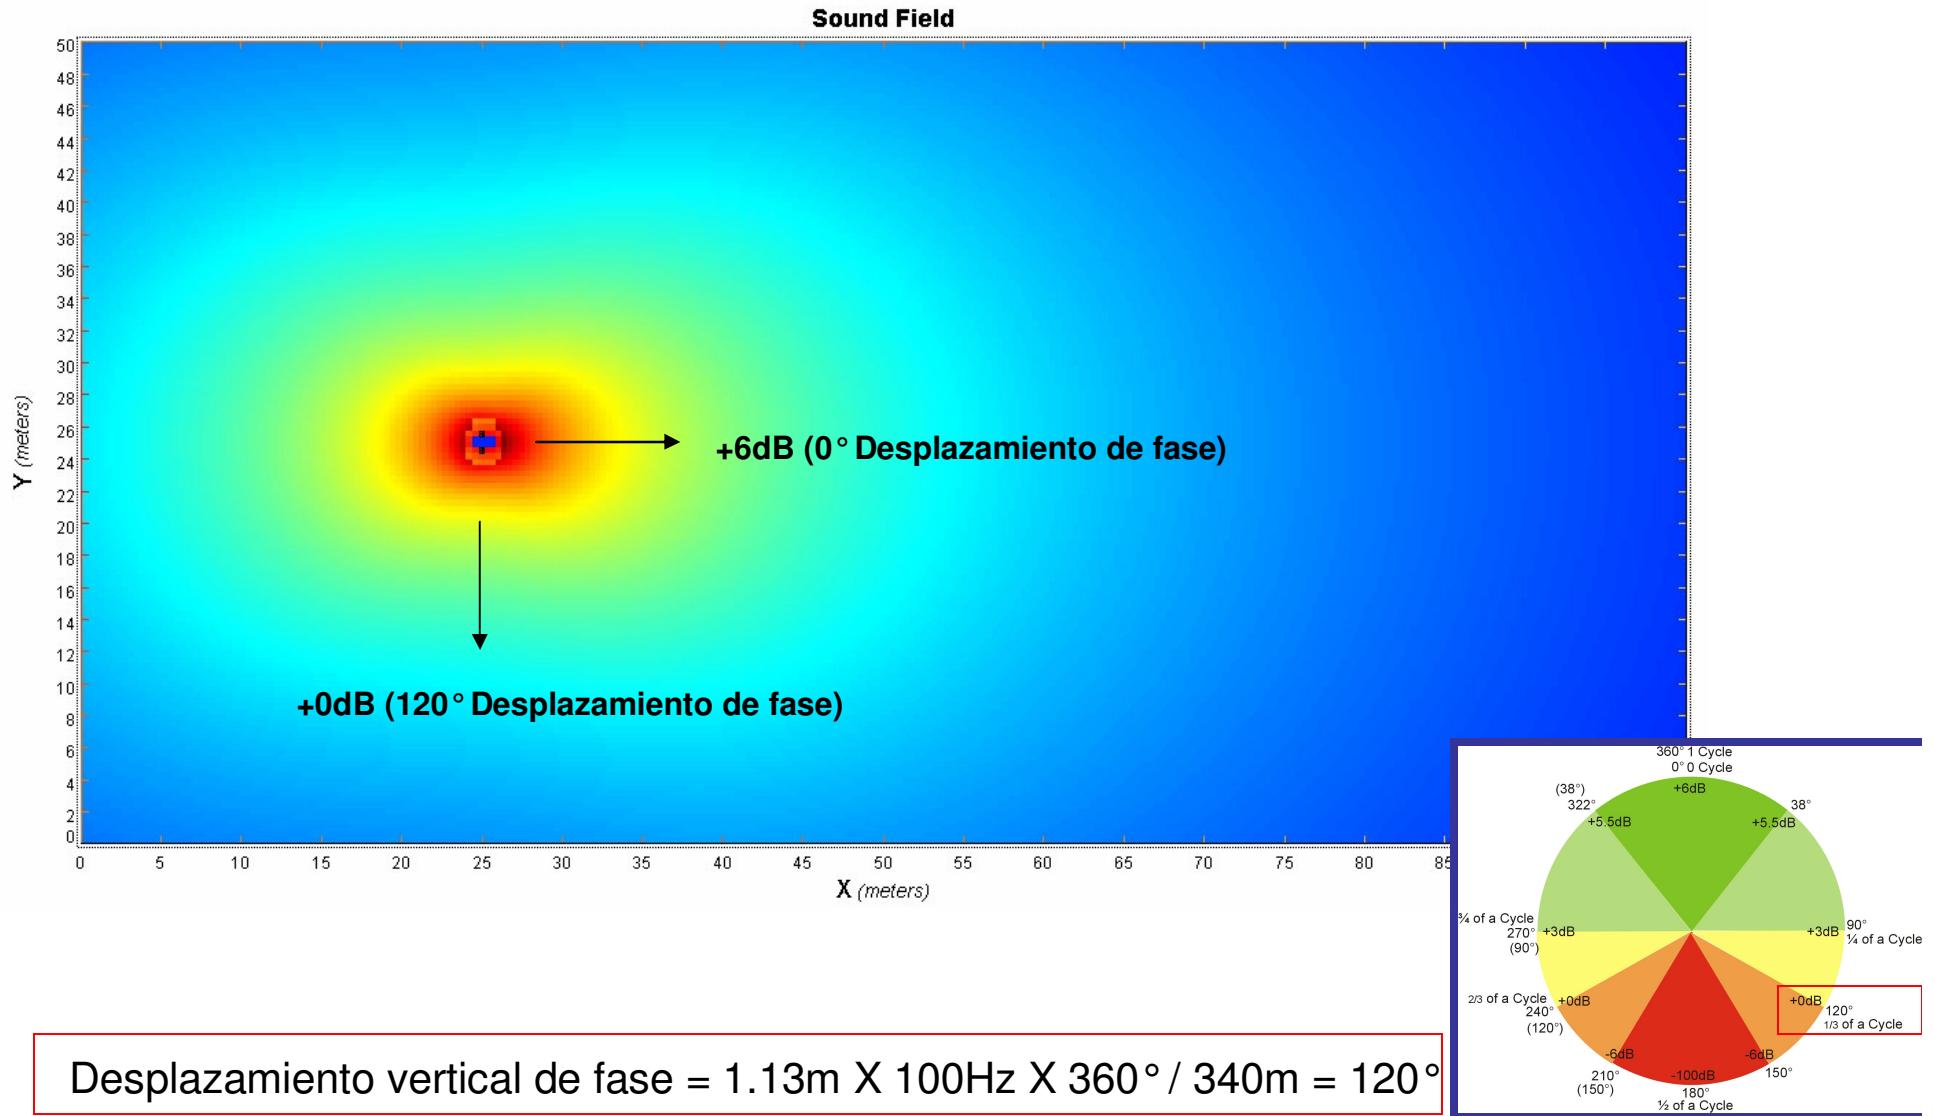 Sound Field
50
48
46
44
42
40
38
36
34
32
30
28
26
24
22
20
18
16
14
12
10
8
6
4
2
0
Y (meters)
0 5 10 15 20 25 30 35 40 45 50 55 60 65 70 75 80 85
X (meters)
+6dB (0° Desplazamiento de fase)
+0dB (120° Desplazamiento de fase)
360° 1 Cycle
0° 0 Cycle
+6dB
(38°)
322°
+5.5dB
38°
+5.5dB
¾ of a Cycle
270°
(90°)
+3dB
+3dB
90°
¼ of a Cycle
2/3 of a Cycle
240°
(120°)
+0dB
+0dB
120°
1/3 of a Cycle
-6dB
210°
(150°)
-6dB
150°
-100dB
180°
½ of a Cycle
Desplazamiento vertical de fase = 1.13m X 100Hz X 360° / 340m = 120°